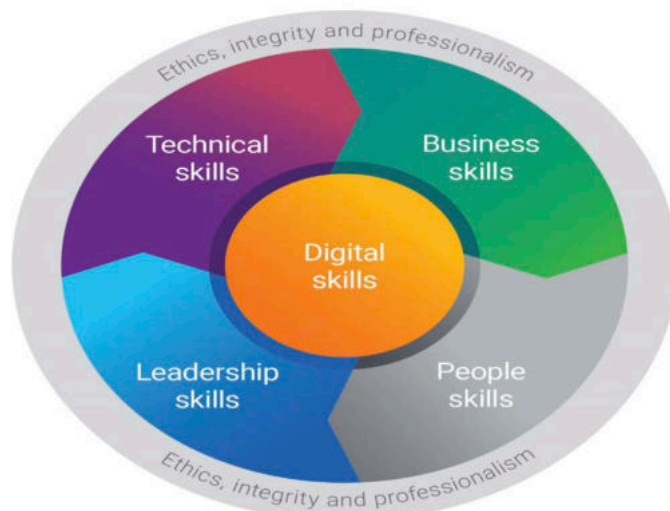 Ethics, integrity and professionalism
Technical
skills
Business
skills
Digital
skills
Leadership
skills
People
skills
Ethics, integrity and professionalism